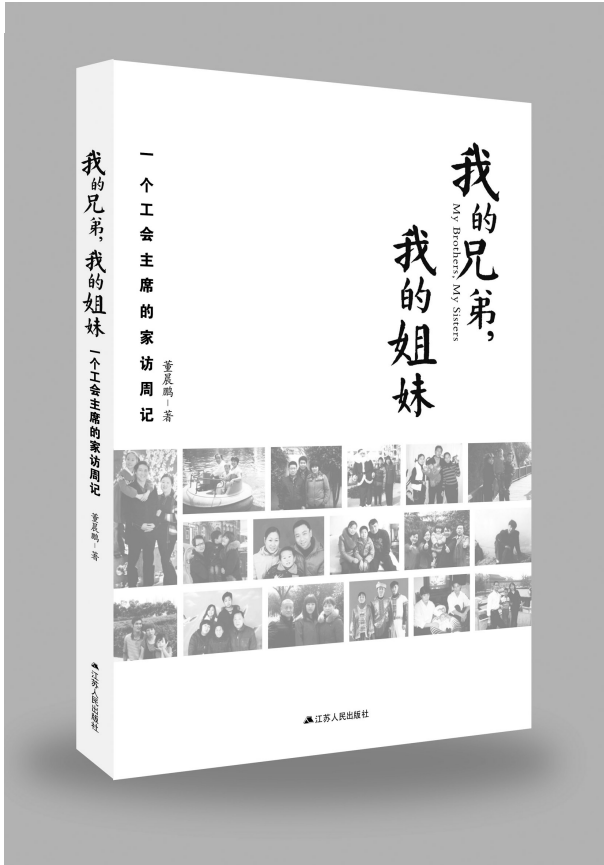 我的兄弟，
My Brothers, My Sisters
我的姐妹
一个工会主席的家访周记
董晨鹏－著
江苏人民出版社
我的兄弟，我的姐妹
一个工会主席的家访周记
董晨鹏－著
江苏人民出版社